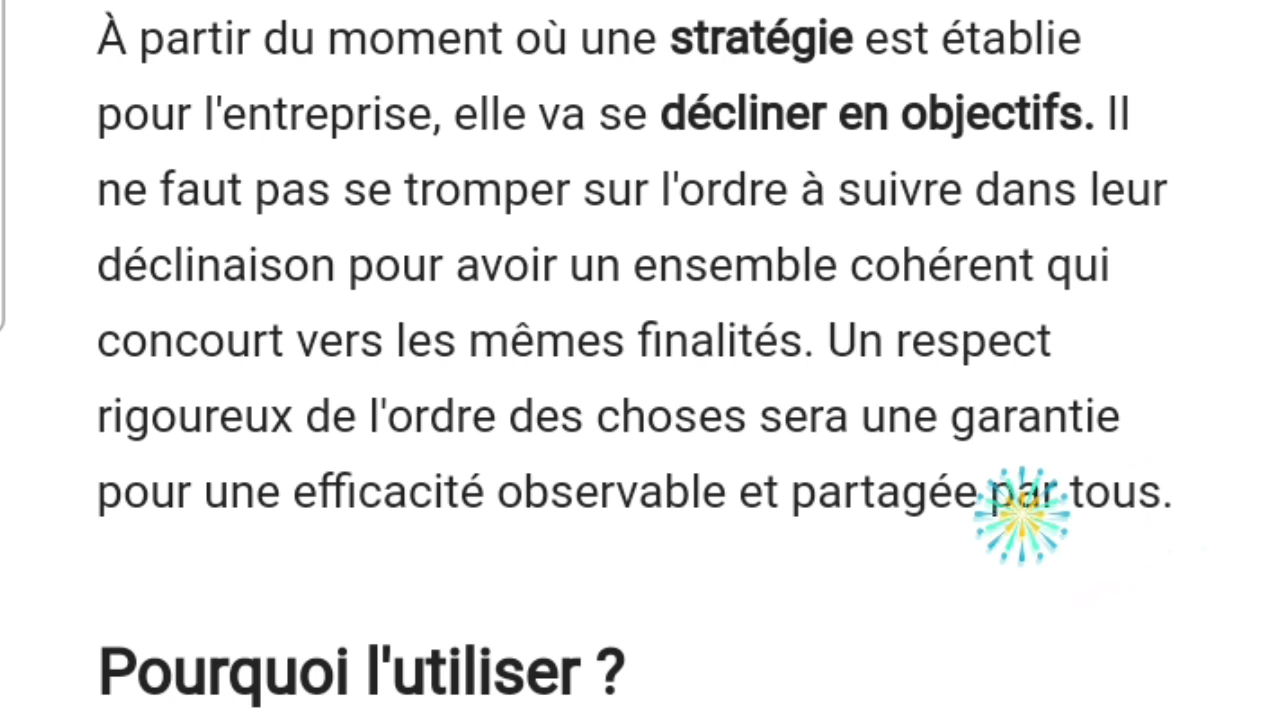 À partir du moment où une stratégie est établie
pour l'entreprise, elle va se décliner en objectifs. Il
ne faut pas se tromper sur l'ordre à suivre dans leur
déclinaison pour avoir un ensemble cohérent qui
concourt vers les mêmes finalités. Un respect
rigoureux de l'ordre des choses sera une garantie
pour une efficacité observable et partagée par tous.
Pourquoi l'utiliser ?